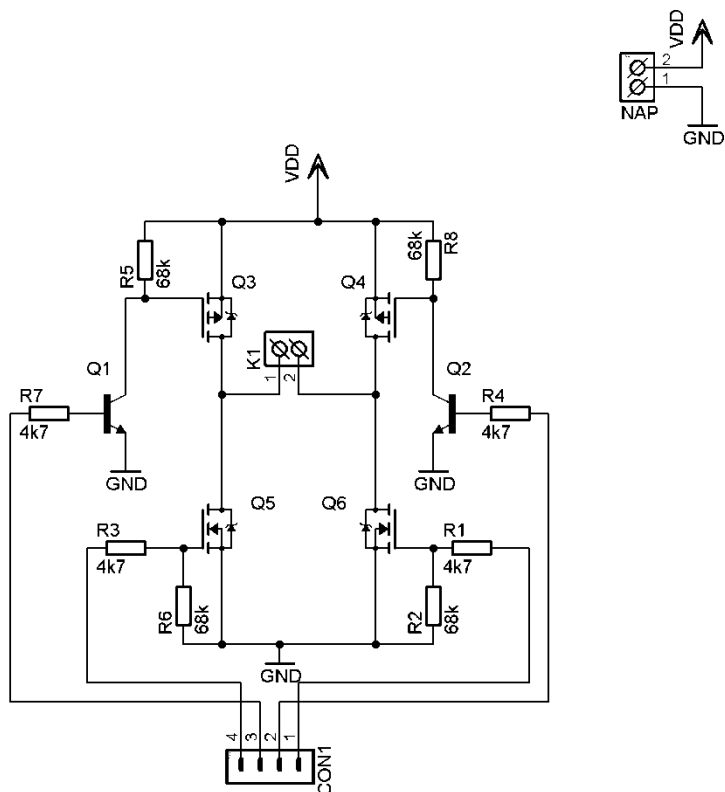 VDD
2
1
NAP
GND
VDD
R5
68k
Q3
Q4
68k
R8
K1
1
2
Q1
Q2
R7
4k7
R4
4k7
GND
GND
Q5
Q6
R3
4k7
R1
4k7
R6
68k
R2
68k
GND
4
3
2
1
CON1